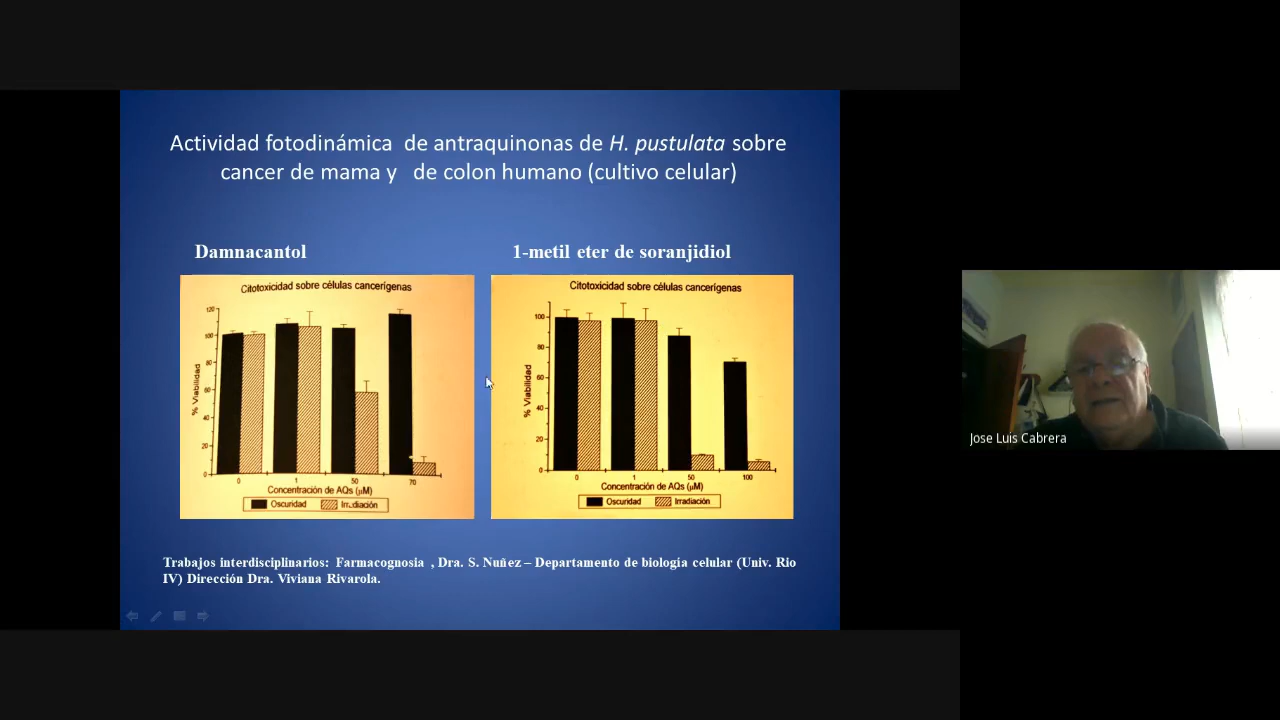 Actividad fotodinámica de antraquinonas de H. pustulata sobre
cancer de mama y de colon humano (cultivo celular)
Damnacantol
1-metil eter de soranjidiol
Citotoxicidad sobre células cancerígenas
% Viabilidad
120
100
80
60
40
20
0
0 1 50 70
Concentración de AQs (µM)
Oscuridad Irradiación
Citotoxicidad sobre células cancerígenas
% Viabilidad
100
80
60
40
20
0
0 1 50 100
Concentración de AQs (µM)
Oscuridad Irradiación
Trabajos interdisciplinarios: Farmacognosia , Dra. S. Nuñez – Departamento de biología celular (Univ. Rio
IV) Dirección Dra. Viviana Rivarola.
Jose Luis Cabrera